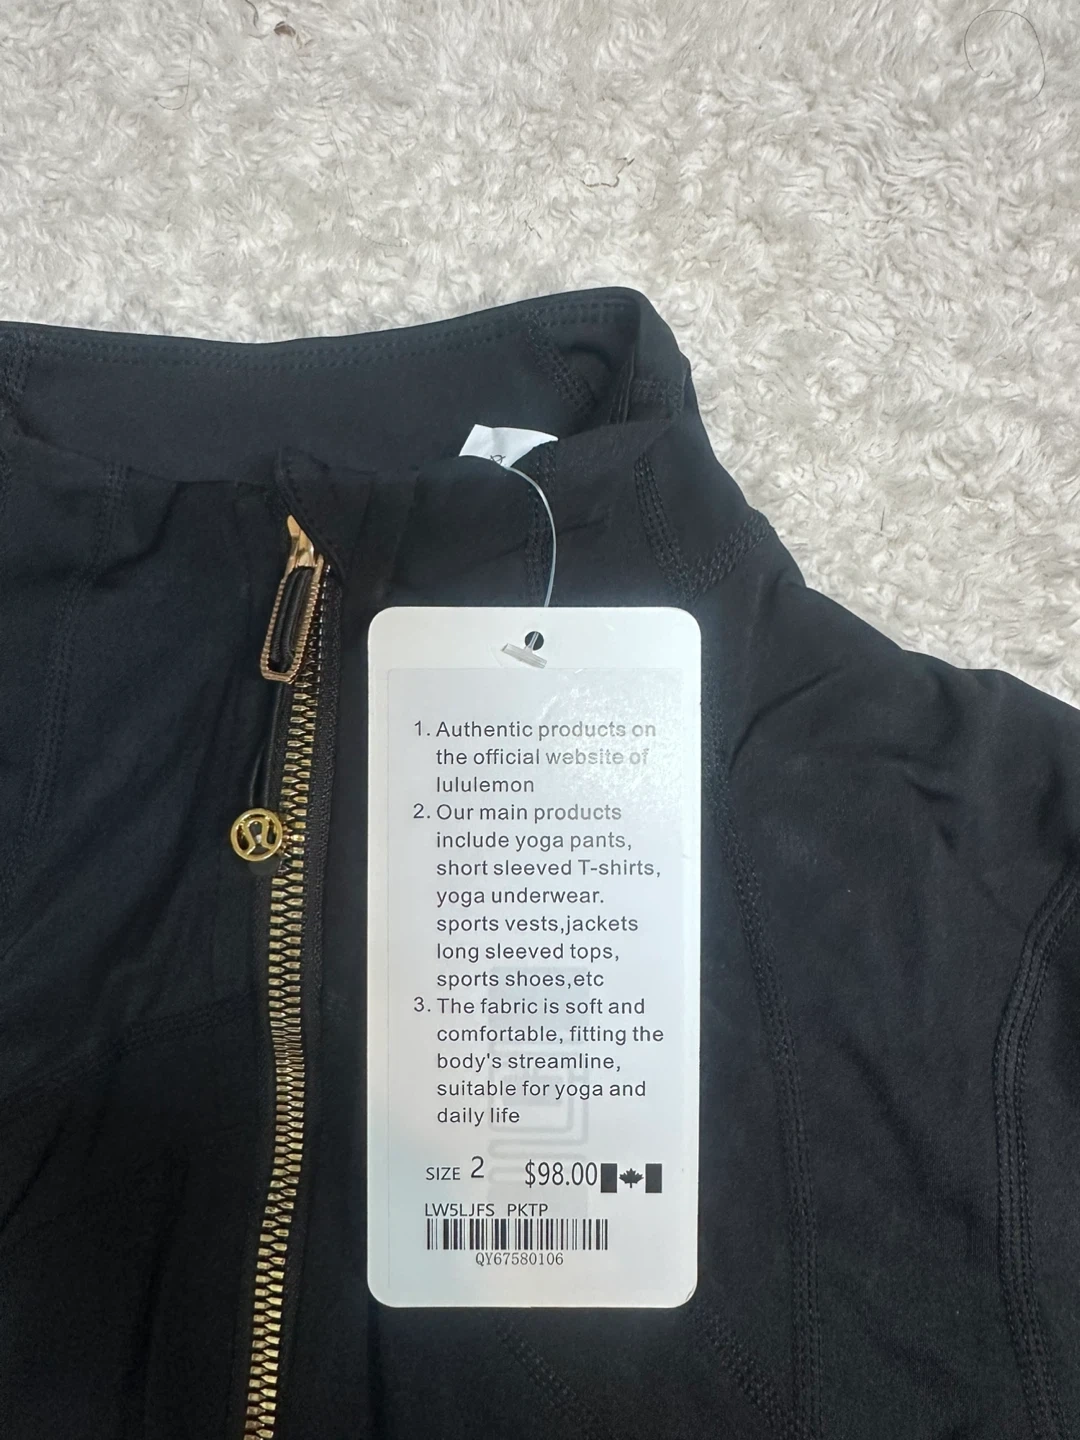 1. Authentic products on
the official website of
lululemon
2. Our main products
include yoga pants,
short sleeved T-shirts,
yoga underwear.
sports vests,jackets
long sleeved tops,
sports shoes,etc
3. The fabric is soft and
comfortable, fitting the
body's streamline,
suitable for yoga and
daily life
SIZE 2 $98.00
LW5LJFS PKTP
QY67580106